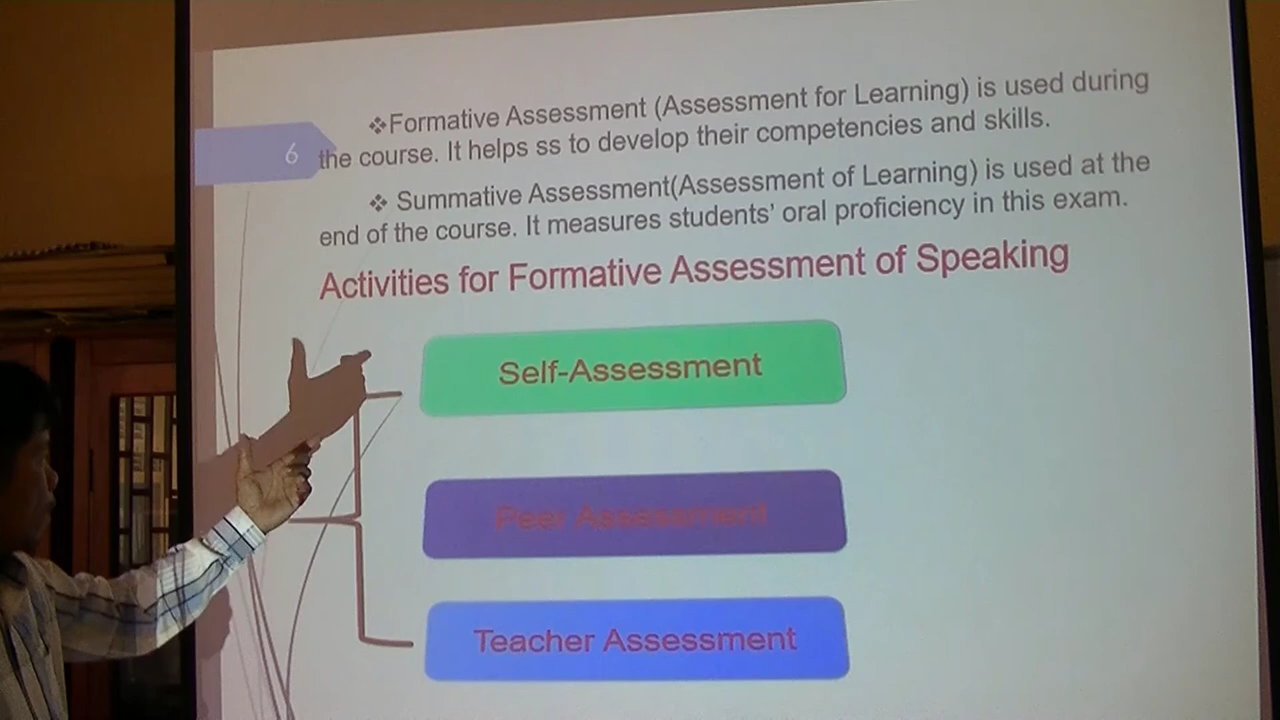 ❖Formative Assessment (Assessment for Learning) is used during
6 the course. It helps ss to develop their competencies and skills.
❖ Summative Assessment(Assessment of Learning) is used at the
end of the course. It measures students’ oral proficiency in this exam.
Activities for Formative Assessment of Speaking
Self-Assessment
Peer Assessment
Teacher Assessment